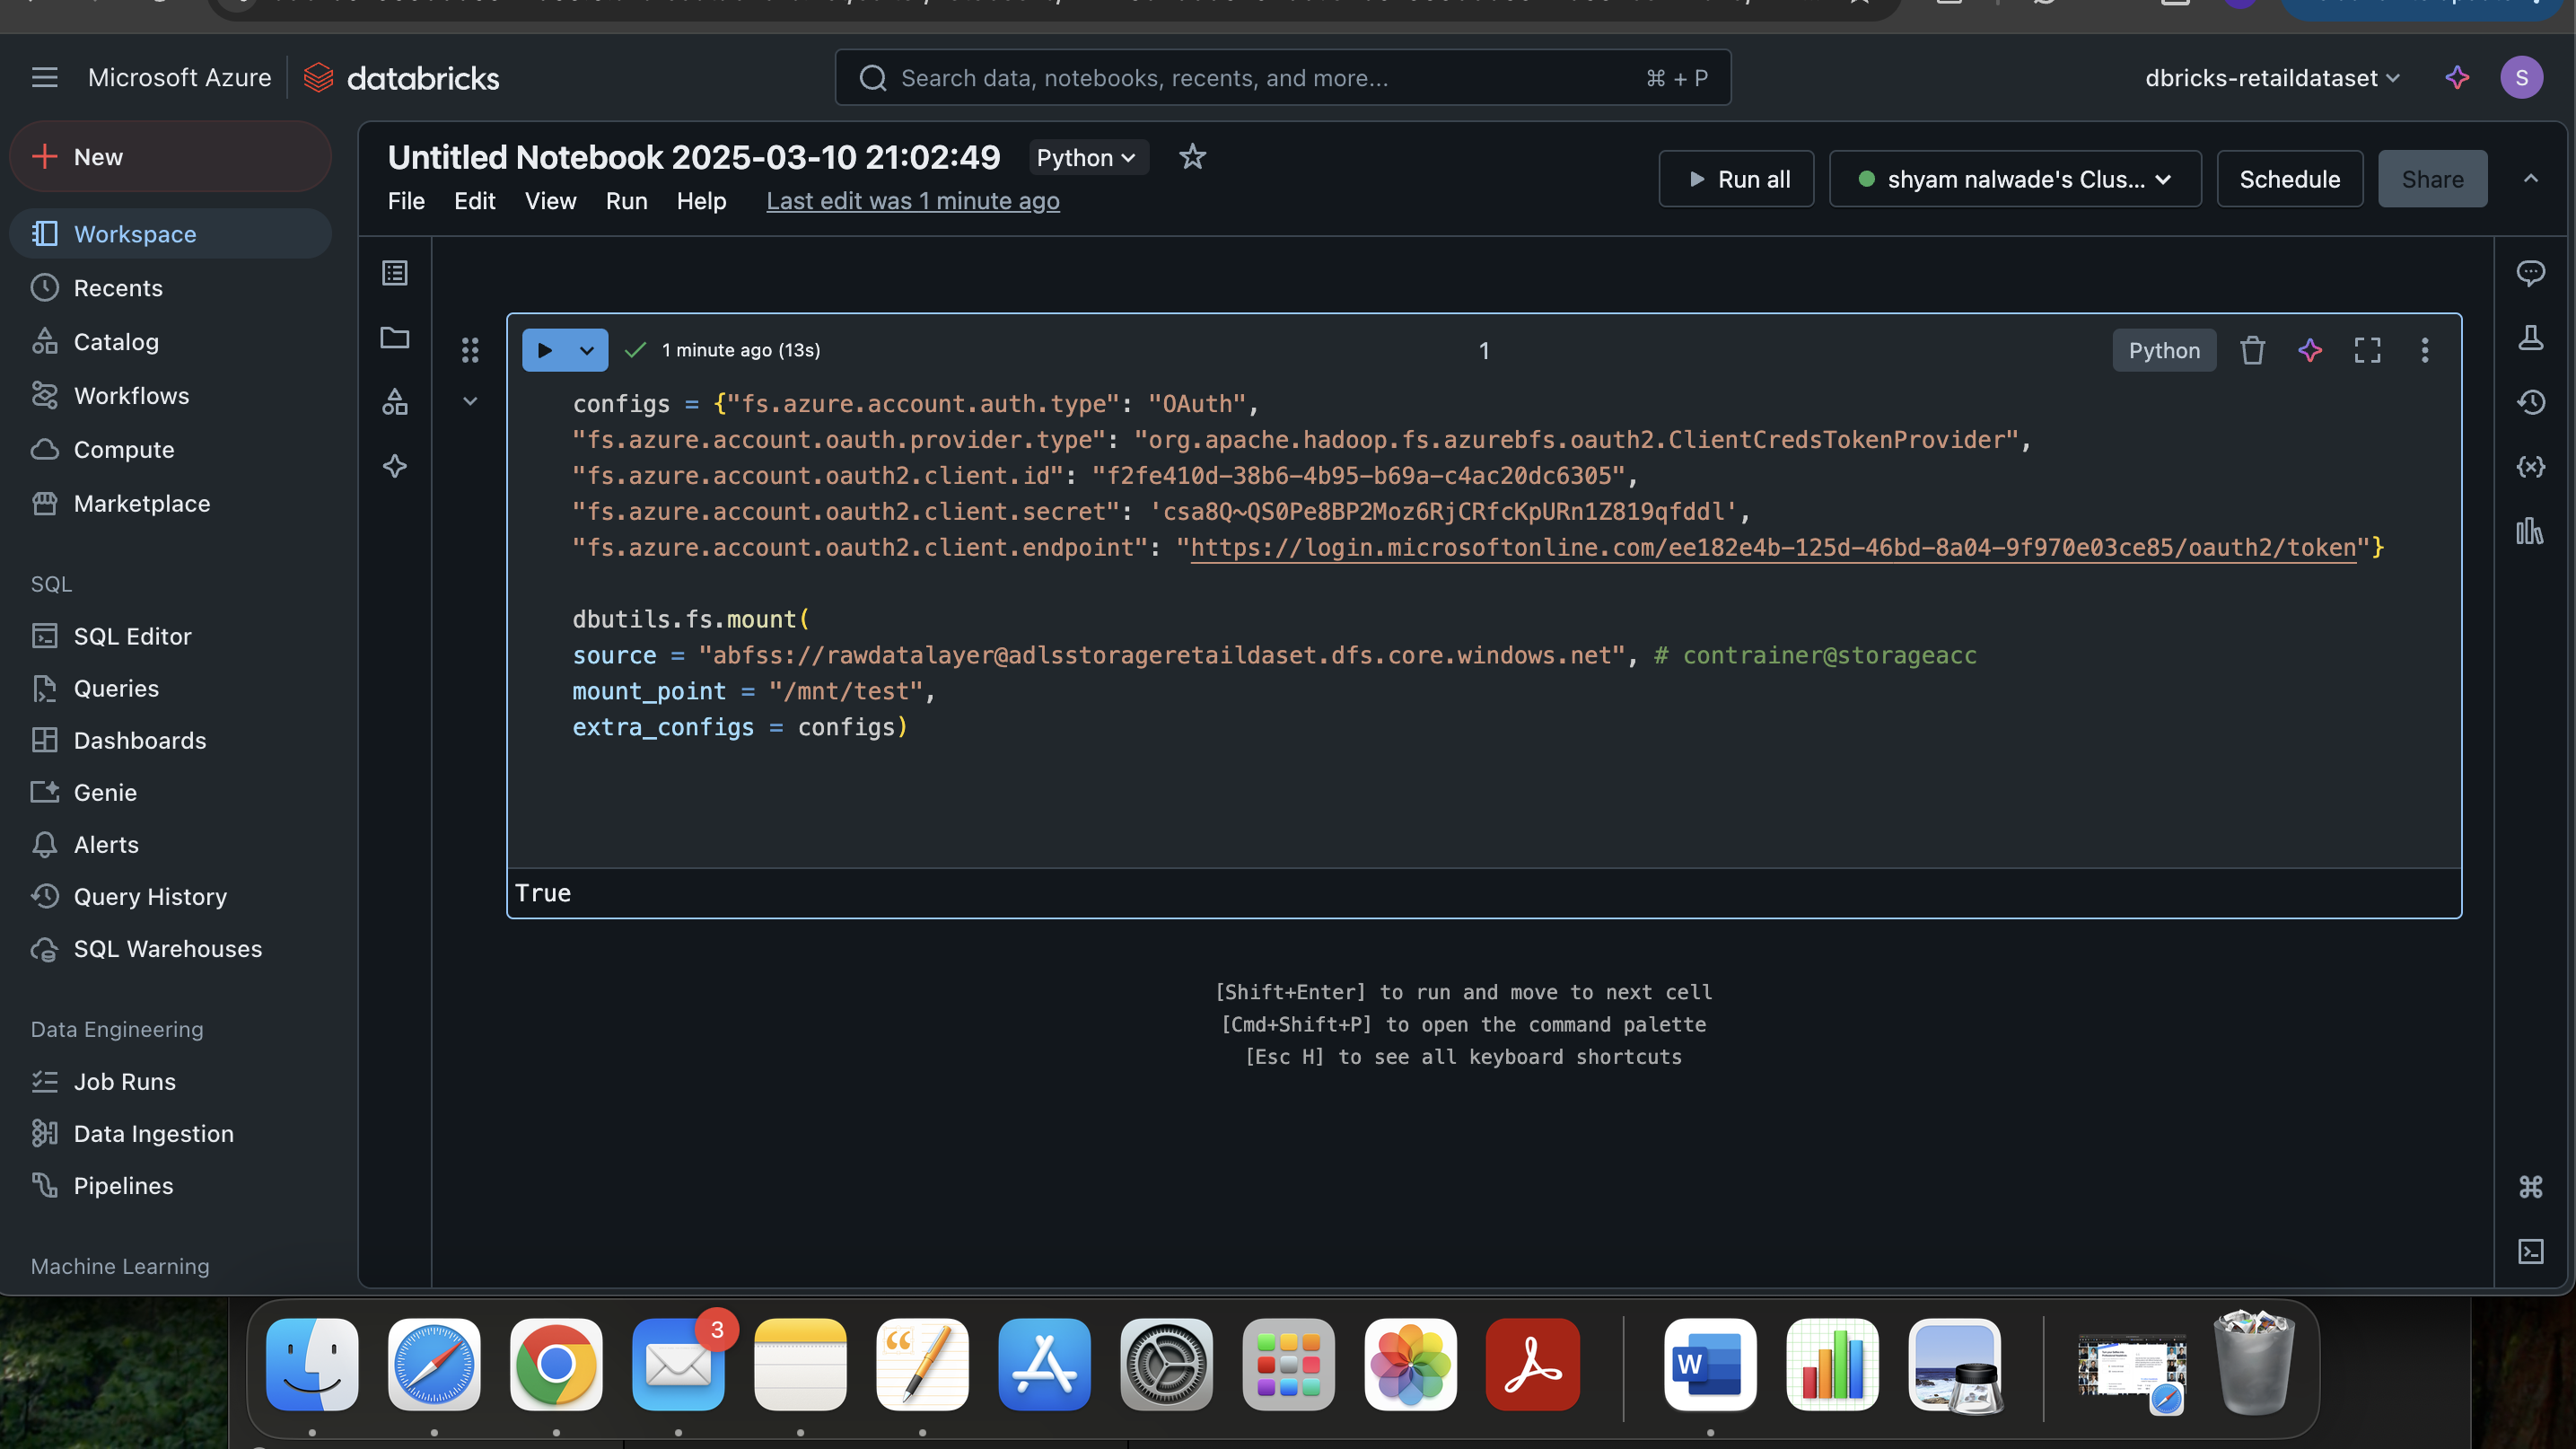 Microsoft Azure
databricks
Search data, notebooks, recents, and more...
⌘ + P
dbricks-retaildataset
S
New
Workspace
Recents
Catalog
Workflows
Compute
Marketplace
SQL
SQL Editor
Queries
Dashboards
Genie
Alerts
Query History
SQL Warehouses
Data Engineering
Job Runs
Data Ingestion
Pipelines
Machine Learning
Untitled Notebook 2025-03-10 21:02:49
Python
File Edit View Run Help Last edit was 1 minute ago
Run all
shyam nalwade's Clus...
Schedule
Share
1 minute ago (13s)
1
Python
configs = {"fs.azure.account.auth.type": "OAuth",
"fs.azure.account.oauth.provider.type": "org.apache.hadoop.fs.azurebfs.oauth2.ClientCredsTokenProvider",
"fs.azure.account.oauth2.client.id": "f2fe410d-38b6-4b95-b69a-c4ac20dc6305",
"fs.azure.account.oauth2.client.secret": 'csa8Q~QS0Pe8BP2Moz6RjCRfcKpURn1Z819qfddl',
"fs.azure.account.oauth2.client.endpoint": "https://login.microsoftonline.com/ee182e4b-125d-46bd-8a04-9f970e03ce85/oauth2/token"}
dbutils.fs.mount(
source = "abfss://rawdatalayer@adlsstorageretaildaset.dfs.core.windows.net", # contrainer@storageacc
mount_point = "/mnt/test",
extra_configs = configs)
True
[Shift+Enter] to run and move to next cell
[Cmd+Shift+P] to open the command palette
[Esc H] to see all keyboard shortcuts
3
W